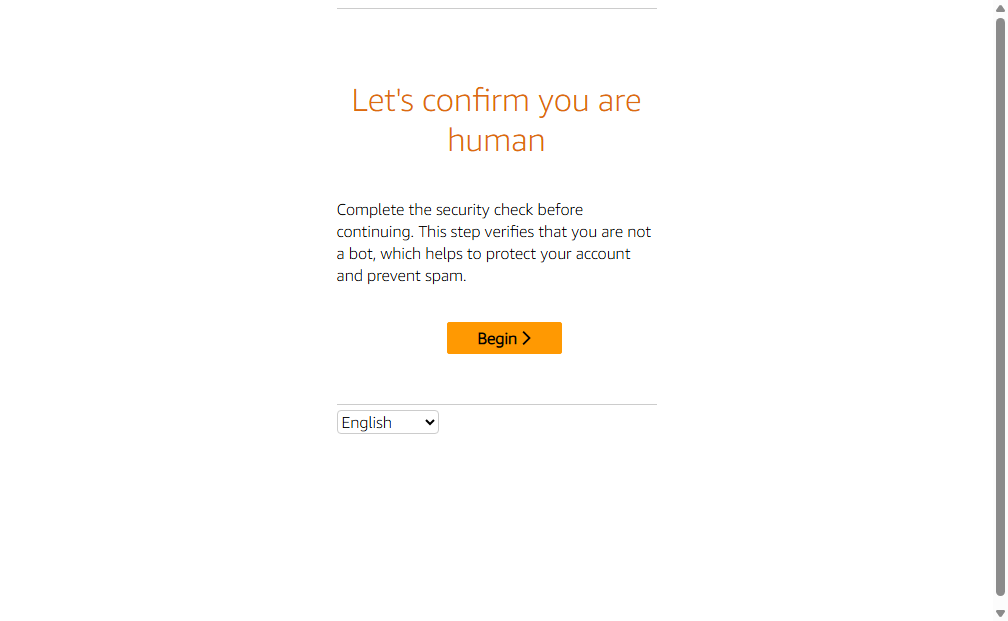 Let's confirm you are
human
Complete the security check before
continuing. This step verifies that you are not
a bot, which helps to protect your account
and prevent spam.
Begin
English